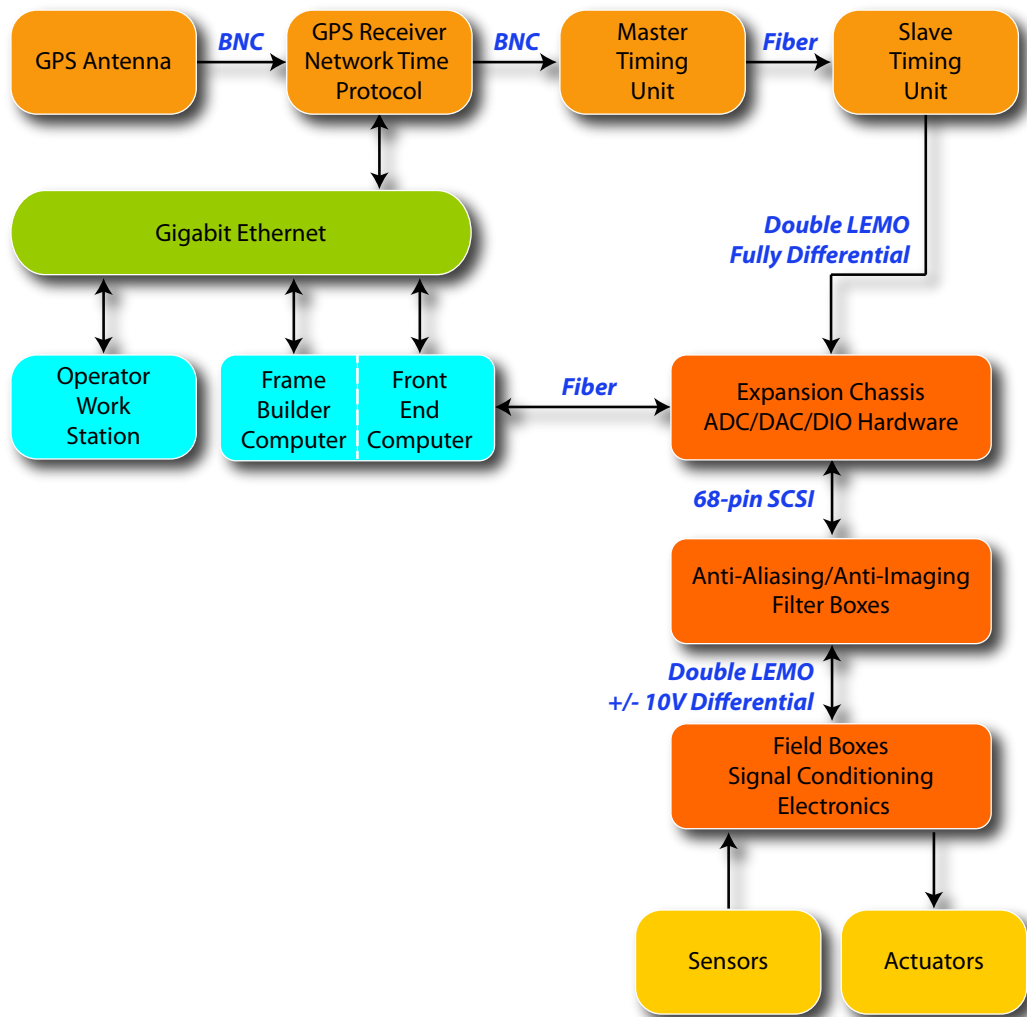 GPS Antenna
BNC
GPS Receiver
Network Time
Protocol
BNC
Master
Timing
Unit
Fiber
Slave
Timing
Unit
Gigabit Ethernet
Double LEMO
Fully Differential
Operator
Work
Station
Frame
Builder
Computer
Front
End
Computer
Fiber
Expansion Chassis
ADC/DAC/DIO Hardware
68-pin SCSI
Anti-Aliasing/Anti-Imaging
Filter Boxes
Double LEMO
+/- 10V Differential
Field Boxes
Signal Conditioning
Electronics
Sensors
Actuators